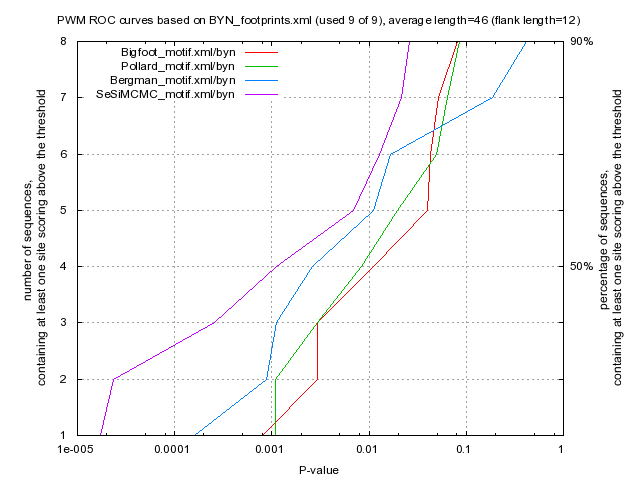 PWM ROC curves based on BYN_footprints.xml (used 9 of 9), average length=46 (flank length=12)
Bigfoot_motif.xml/byn
Pollard_motif.xml/byn
Bergman_motif.xml/byn
SeSiMCMC_motif.xml/byn
8
7
6
5
4
3
2
1
90%
50%
number of sequences,
containing at least one site scoring above the threshold
percentage of sequences,
containing at least one site scoring above the threshold
1e-005
0.0001
0.001
0.01
0.1
1
P-value